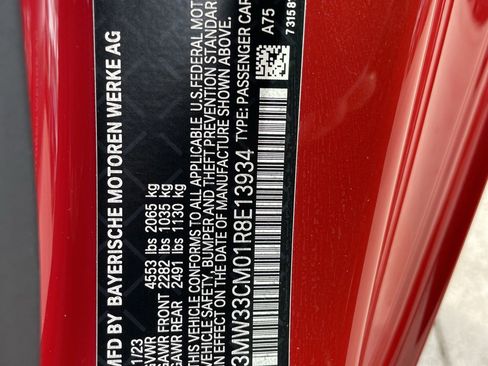 MFD BY BAYERISCHE MOTOREN WERKE AG
1/23
GVWR 4553 lbs 2065 kg
GAWR FRONT 2282 lbs 1035 kg
GAWR REAR 2491 lbs 1130 kg
THIS VEHICLE CONFORMS TO ALL APPLICABLE U.S. FEDERAL MOT
VEHICLE SAFETY, BUMPER AND THEFT PREVENTION STANDAR
IN EFFECT ON THE DATE OF MANUFACTURE SHOWN ABOVE.
3MW33CM01R8E13934 TYPE: PASSENGER CAR
A75
73158